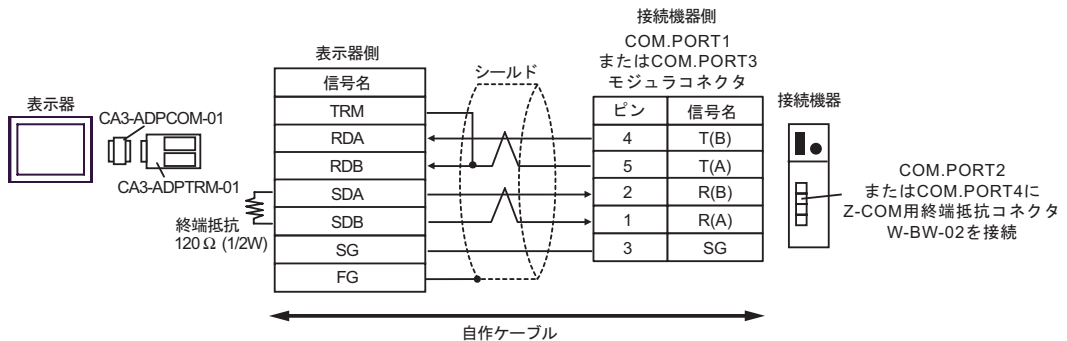 表示器
CA3-ADPCOM-01
CA3-ADPTRM-01
終端抵抗
120Ω (1/2W)
表示器側
信号名
TRM
RDA
RDB
SDA
SDB
SG
FG
シールド
接続機器側
COM.PORT1
またはCOM.PORT3
モジュラコネクタ
ピン 信号名
4 T(B)
5 T(A)
2 R(B)
1 R(A)
3 SG
接続機器
COM.PORT2
またはCOM.PORT4に
Z-COM用終端抵抗コネクタ
W-BW-02を接続
自作ケーブル